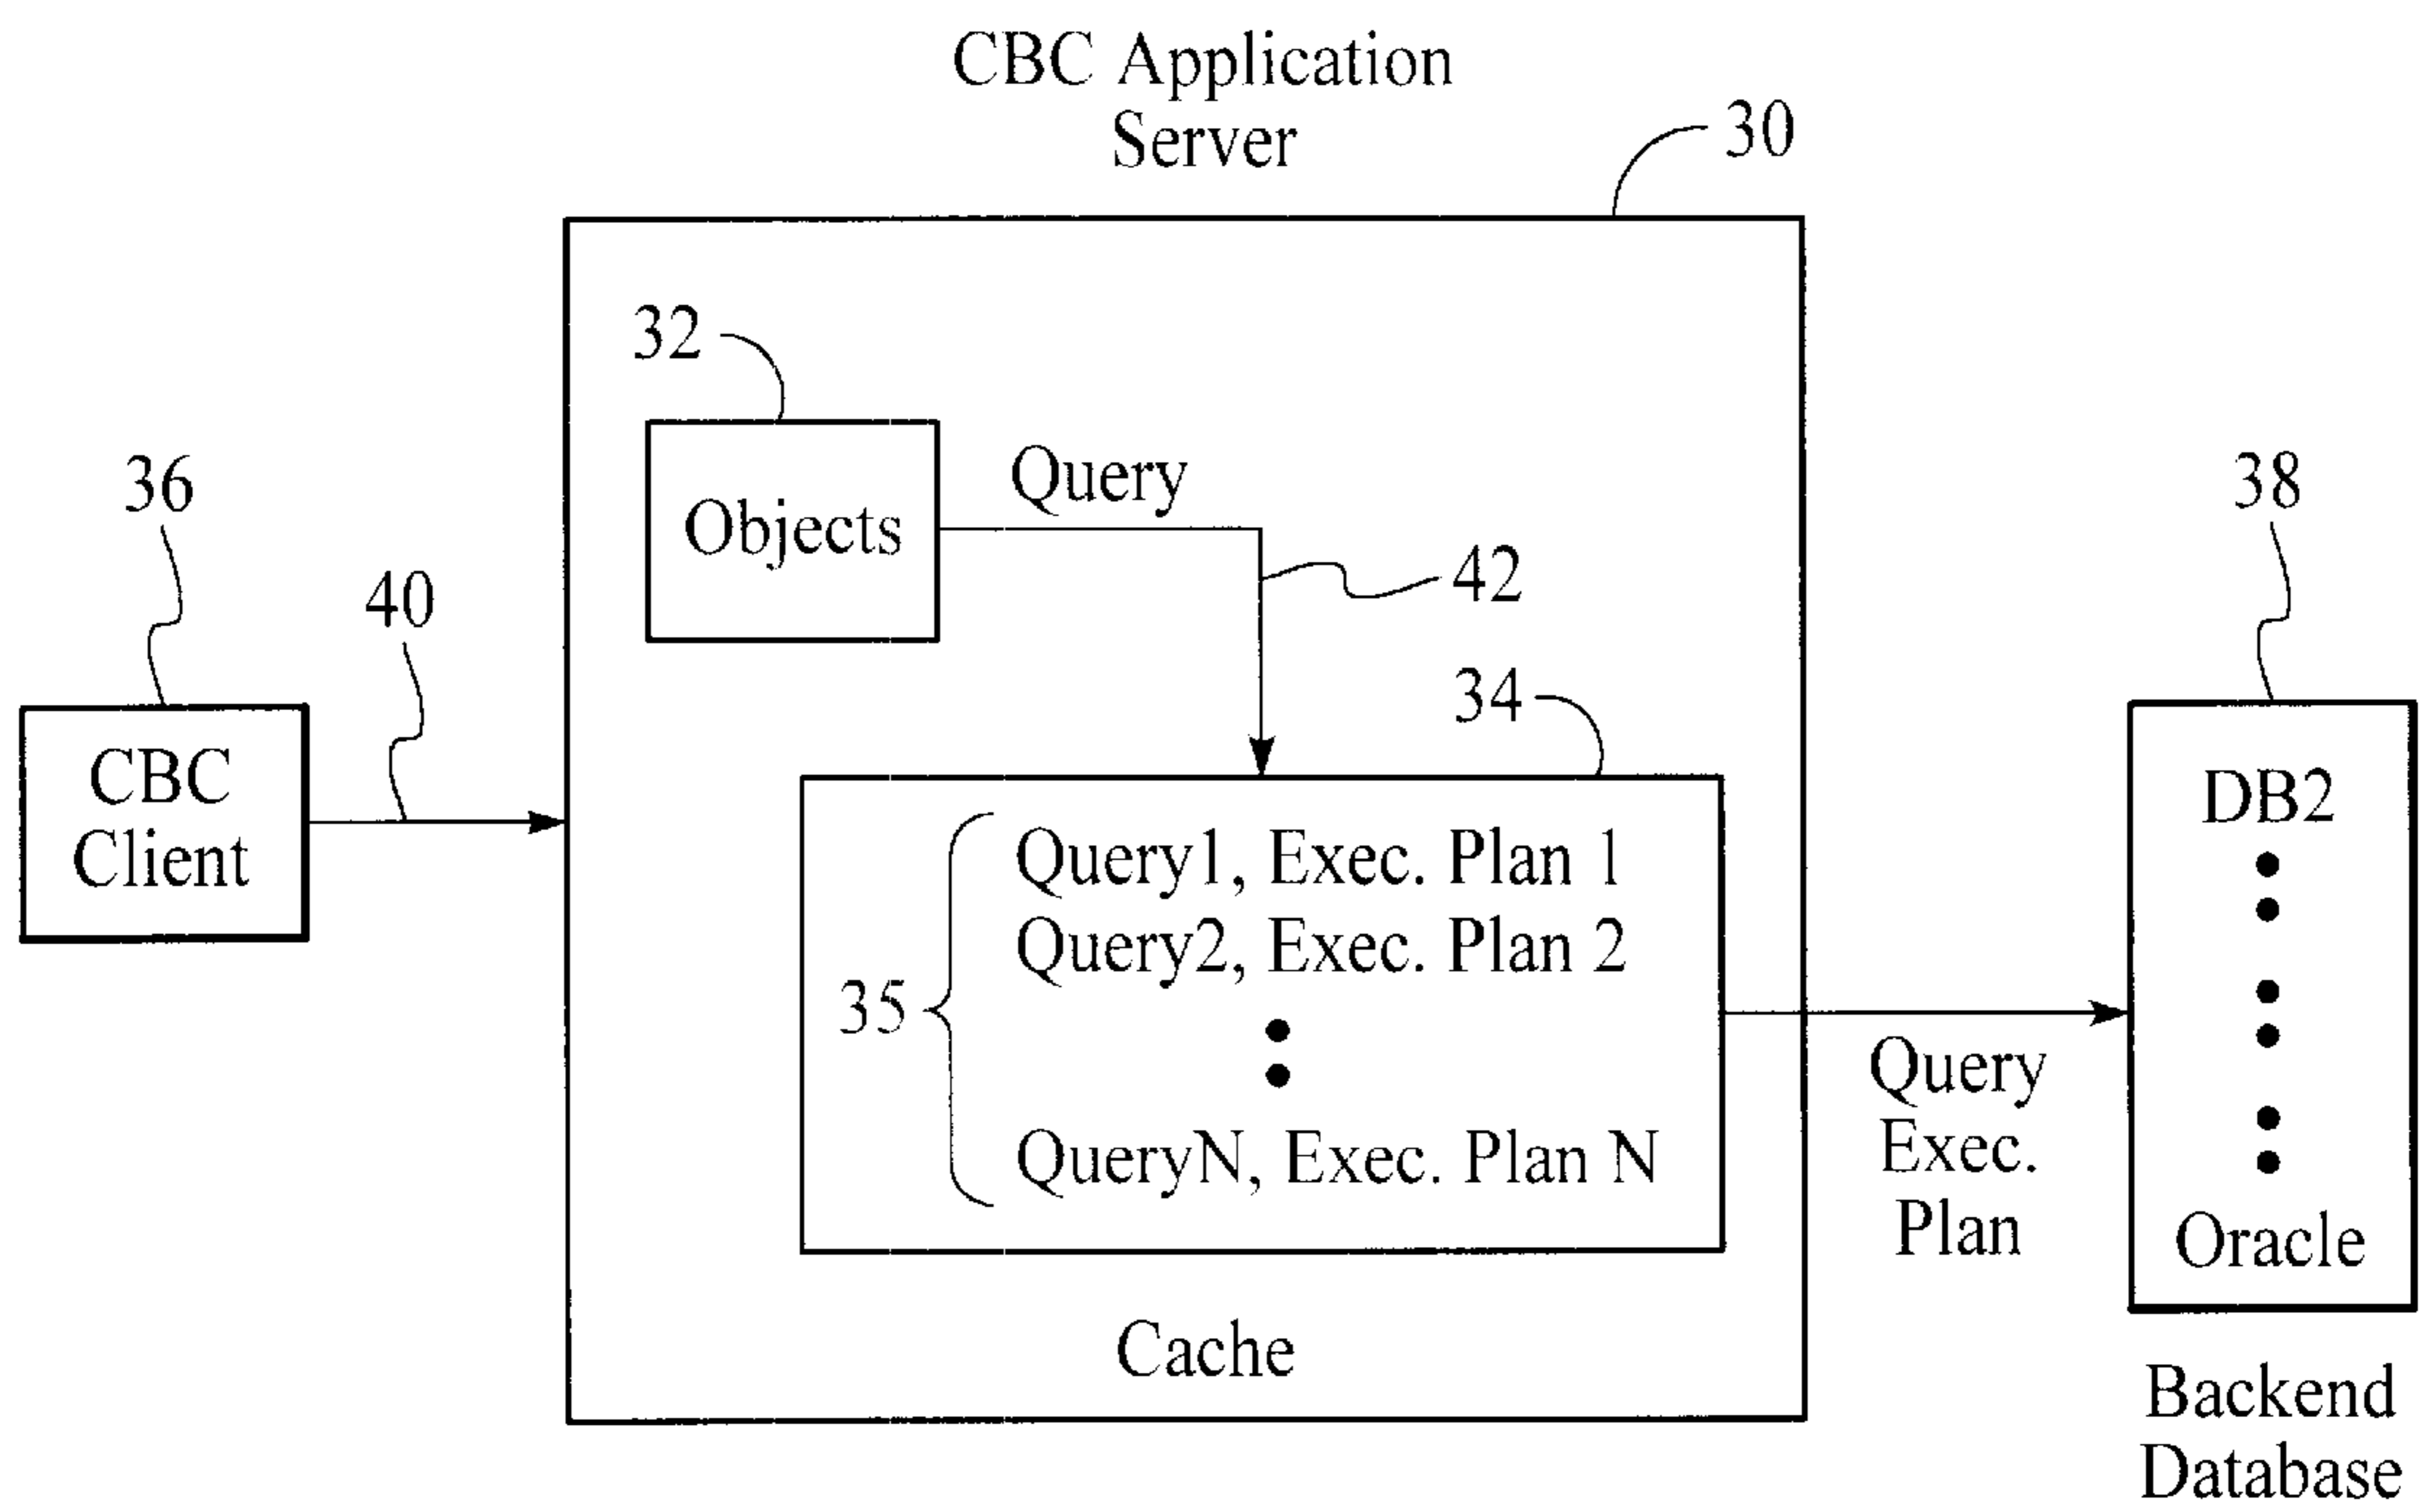 CBC Application
Server
30
32
Query
Objects
36
38
40
42
34
CBC
Client
DB2
Query1, Exec. Plan 1
Query2, Exec. Plan 2
35
QueryN, Exec. Plan N
Query
Exec.
Plan
Oracle
Cache
Backend
Database